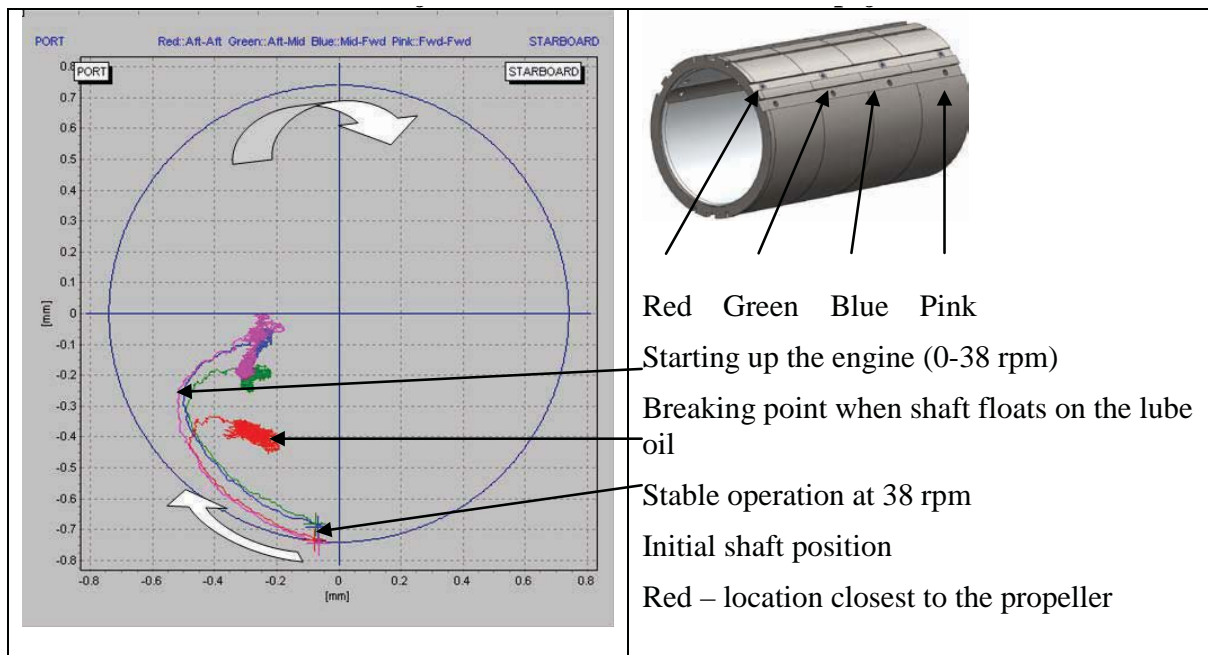 PORT Red::Aft-Aft Green::Aft-Mid Blue::Mid-Fwd Pink::Fwd-Fwd STARBOARD
PORT STARBOARD
0.8
0.7
0.6
0.5
0.4
0.3
0.2
0.1
0
-0.1
-0.2
-0.3
-0.4
-0.5
-0.6
-0.7
-0.8
[mm]
-0.8 -0.6 -0.4 -0.2 0 0.2 0.4 0.6 0.8
[mm]
Red Green Blue Pink
Starting up the engine (0-38 rpm)
Breaking point when shaft floats on the lube
oil
Stable operation at 38 rpm
Initial shaft position
Red – location closest to the propeller